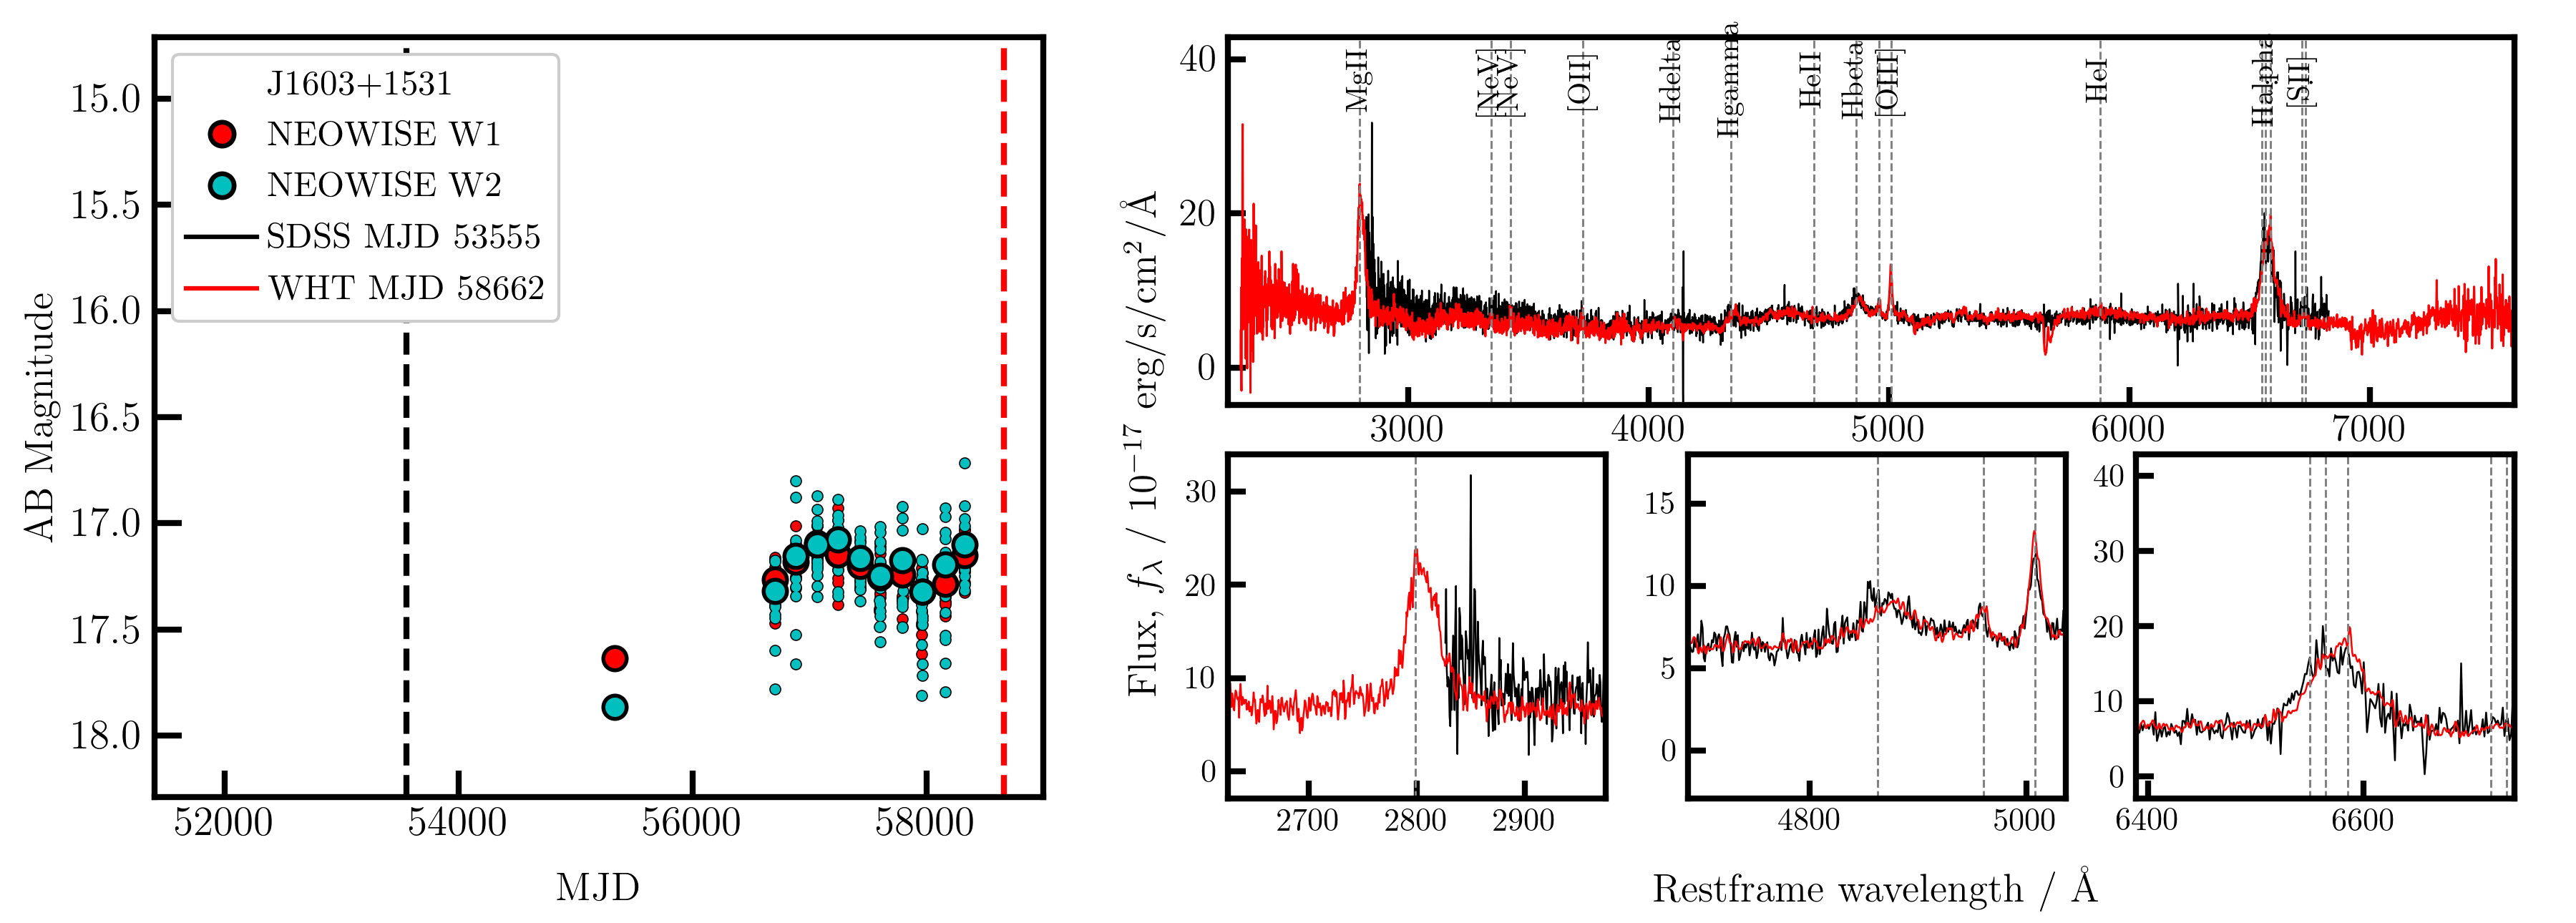 J1603+1531
NEOWISE W1
NEOWISE W2
SDSS MJD 53555
WHT MJD 58662
15.0
15.5
16.0
16.5
17.0
17.5
18.0
AB Magnitude
52000
54000
56000
58000
MJD
MgII
[NeV]
[NeV]
[OII]
Hdelta
Hgamma
HeII
Hbeta
[OIII]
HeI
Halpha
[SII]
40
20
0
3000
4000
5000
6000
7000
Flux, fλ / 10⁻¹⁷ erg/s/cm²/Å
30
20
10
0
2700
2800
2900
15
10
5
0
4800
5000
40
30
20
10
0
6400
6600
Restframe wavelength / Å